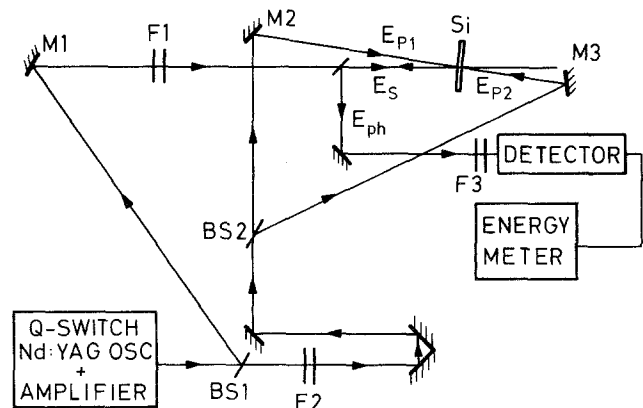 M1
F1
M2
E_P1
Si
M3
E_S
E_P2
E_ph
F3
DETECTOR
BS2
ENERGY
METER
Q-SWITCH
Nd:YAG OSC
+
AMPLIFIER
BS1
F2